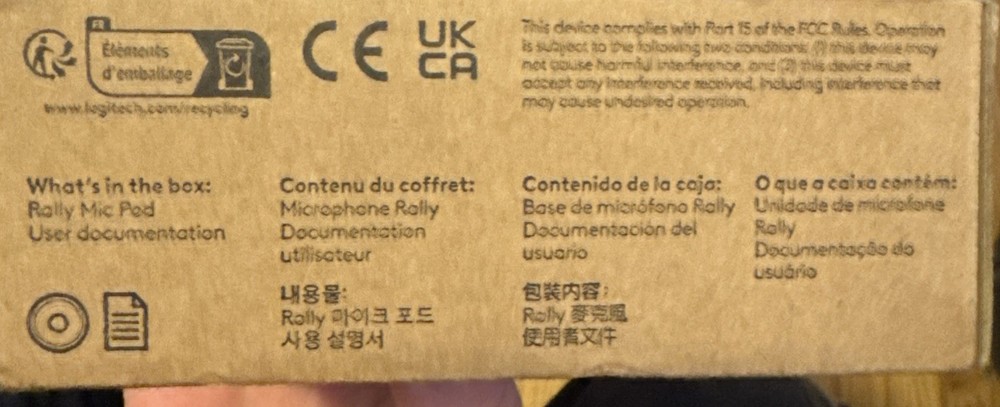 FR
Éléments
d'emballage
www.logitech.com/recycling
CE
UK
CA
This device complies with Part 15 of the FCC Rules. Operation
is subject to the following two conditions: (1) this device may
not cause harmful interference, and (2) this device must
accept any interference received, including interference that
may cause undesired operation.
What's in the box:
Rally Mic Pod
User documentation
Contenu du coffret:
Microphone Rally
Documentation
utilisateur
Contenido de la caja:
Base de micrófono Rally
Documentación del
usuario
O que a caixa contém:
Unidade de microfone
Rally
Documentação do
usuário
내용물:
Rally 마이크 포드
사용 설명서
包裝内容:
Rally 麥克風
使用者文件